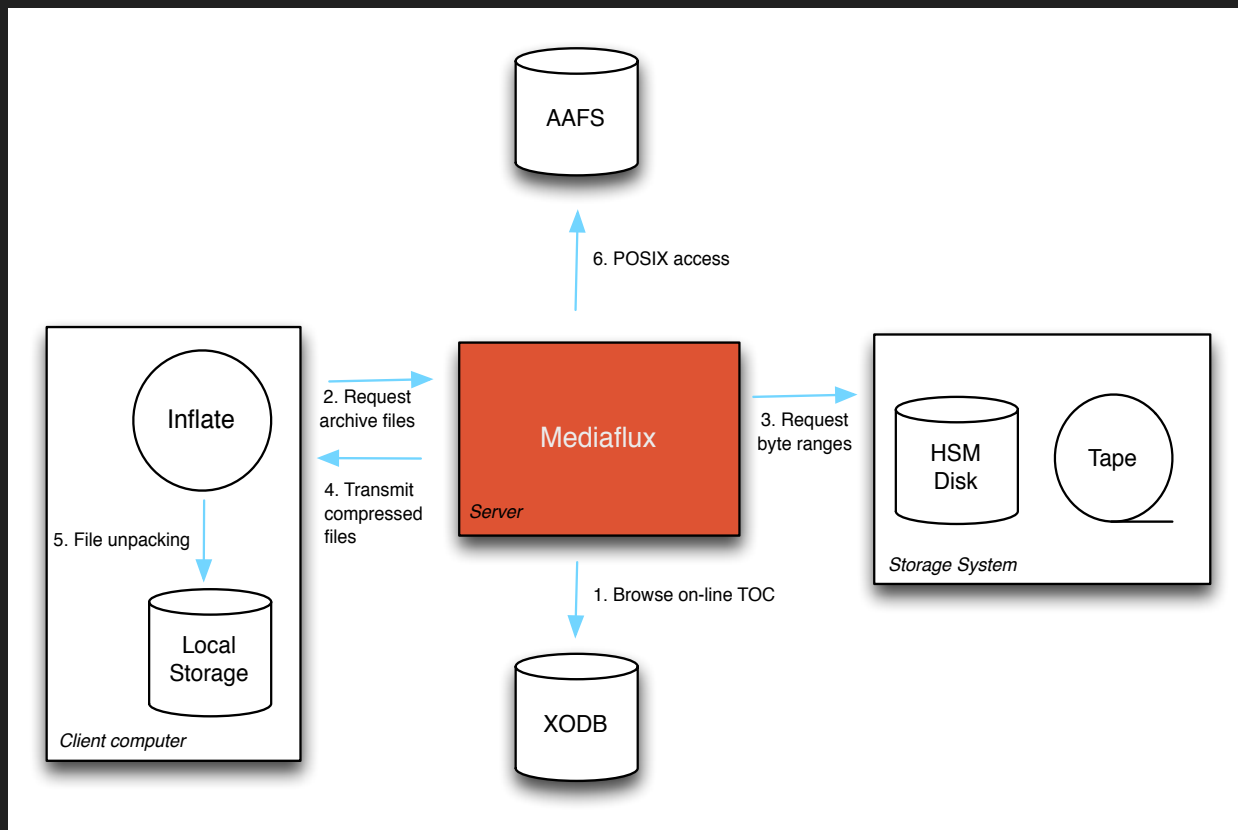 AAFS
6. POSIX access
Inflate
2. Request
archive files
4. Transmit
compressed
files
5. File unpacking
Local
Storage
Client computer
Mediaflux
Server
3. Request
byte ranges
HSM
Disk
Tape
Storage System
1. Browse on-line TOC
XODB